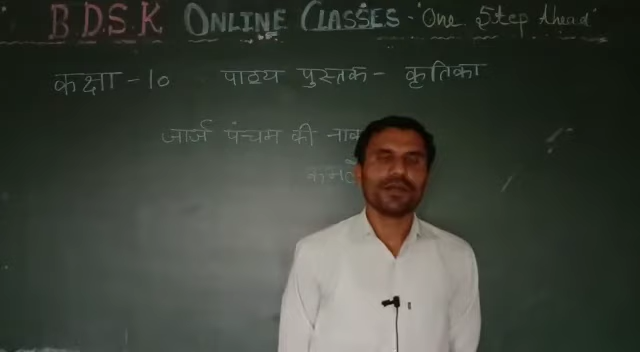 B.D.S.K ONLINE CLASSES - "One Step Ahead"
कक्षा - 10 पाठ्य पुस्तक - कृतिका
जार्ज पंचम की